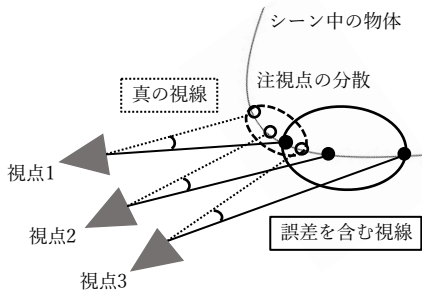 シーン中の物体
注視点の分散
真の視線
視点1
視点2
視点3
誤差を含む視線